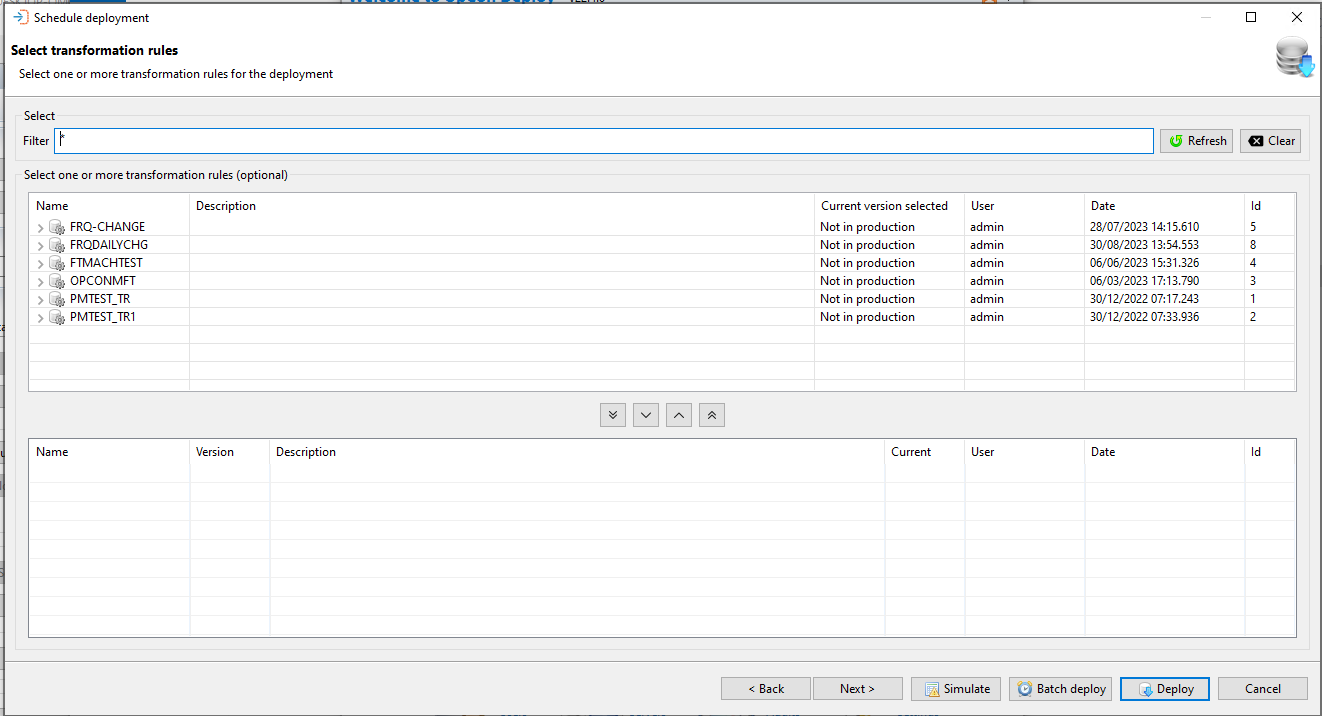 Welcome to OpCon Deploy
Schedule deployment
Select transformation rules
Select one or more transformation rules for the deployment
Select
Filter * Refresh Clear
Select one or more transformation rules (optional)
Name Description Current version selected User Date Id
FRQ-CHANGE Not in production admin 28/07/2023 14:15.610 5
FRQDAILYCHG Not in production admin 30/08/2023 13:54.553 8
FTMACHTEST Not in production admin 06/06/2023 15:31.326 4
OPCONMFT Not in production admin 06/03/2023 17:13.790 3
PMTEST_TR Not in production admin 30/12/2022 07:17.243 1
PMTEST_TR1 Not in production admin 30/12/2022 07:33.936 2
Name Version Description Current User Date Id
< Back Next > Simulate Batch deploy Deploy Cancel